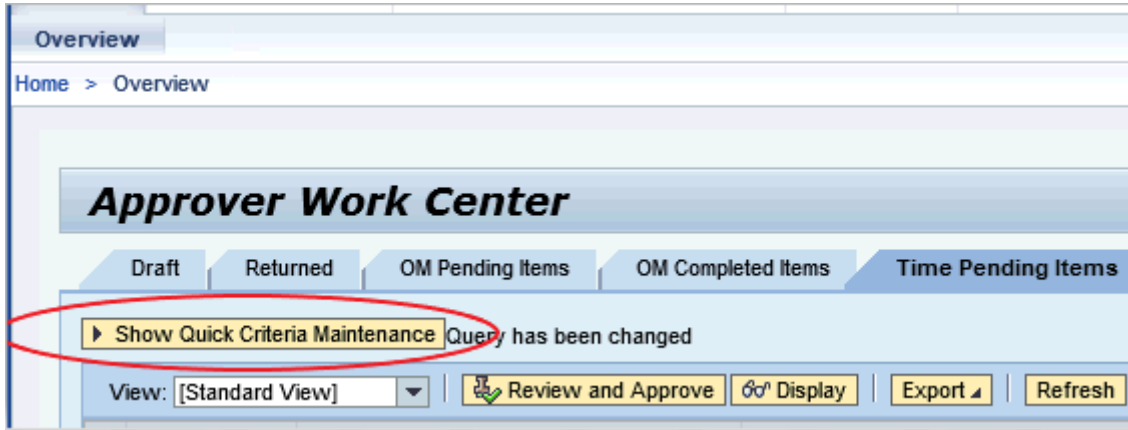 Overview
Home > Overview
Approver Work Center
Draft Returned OM Pending Items OM Completed Items Time Pending Items
Show Quick Criteria Maintenance Query has been changed
View: [Standard View] Review and Approve Display Export Refresh